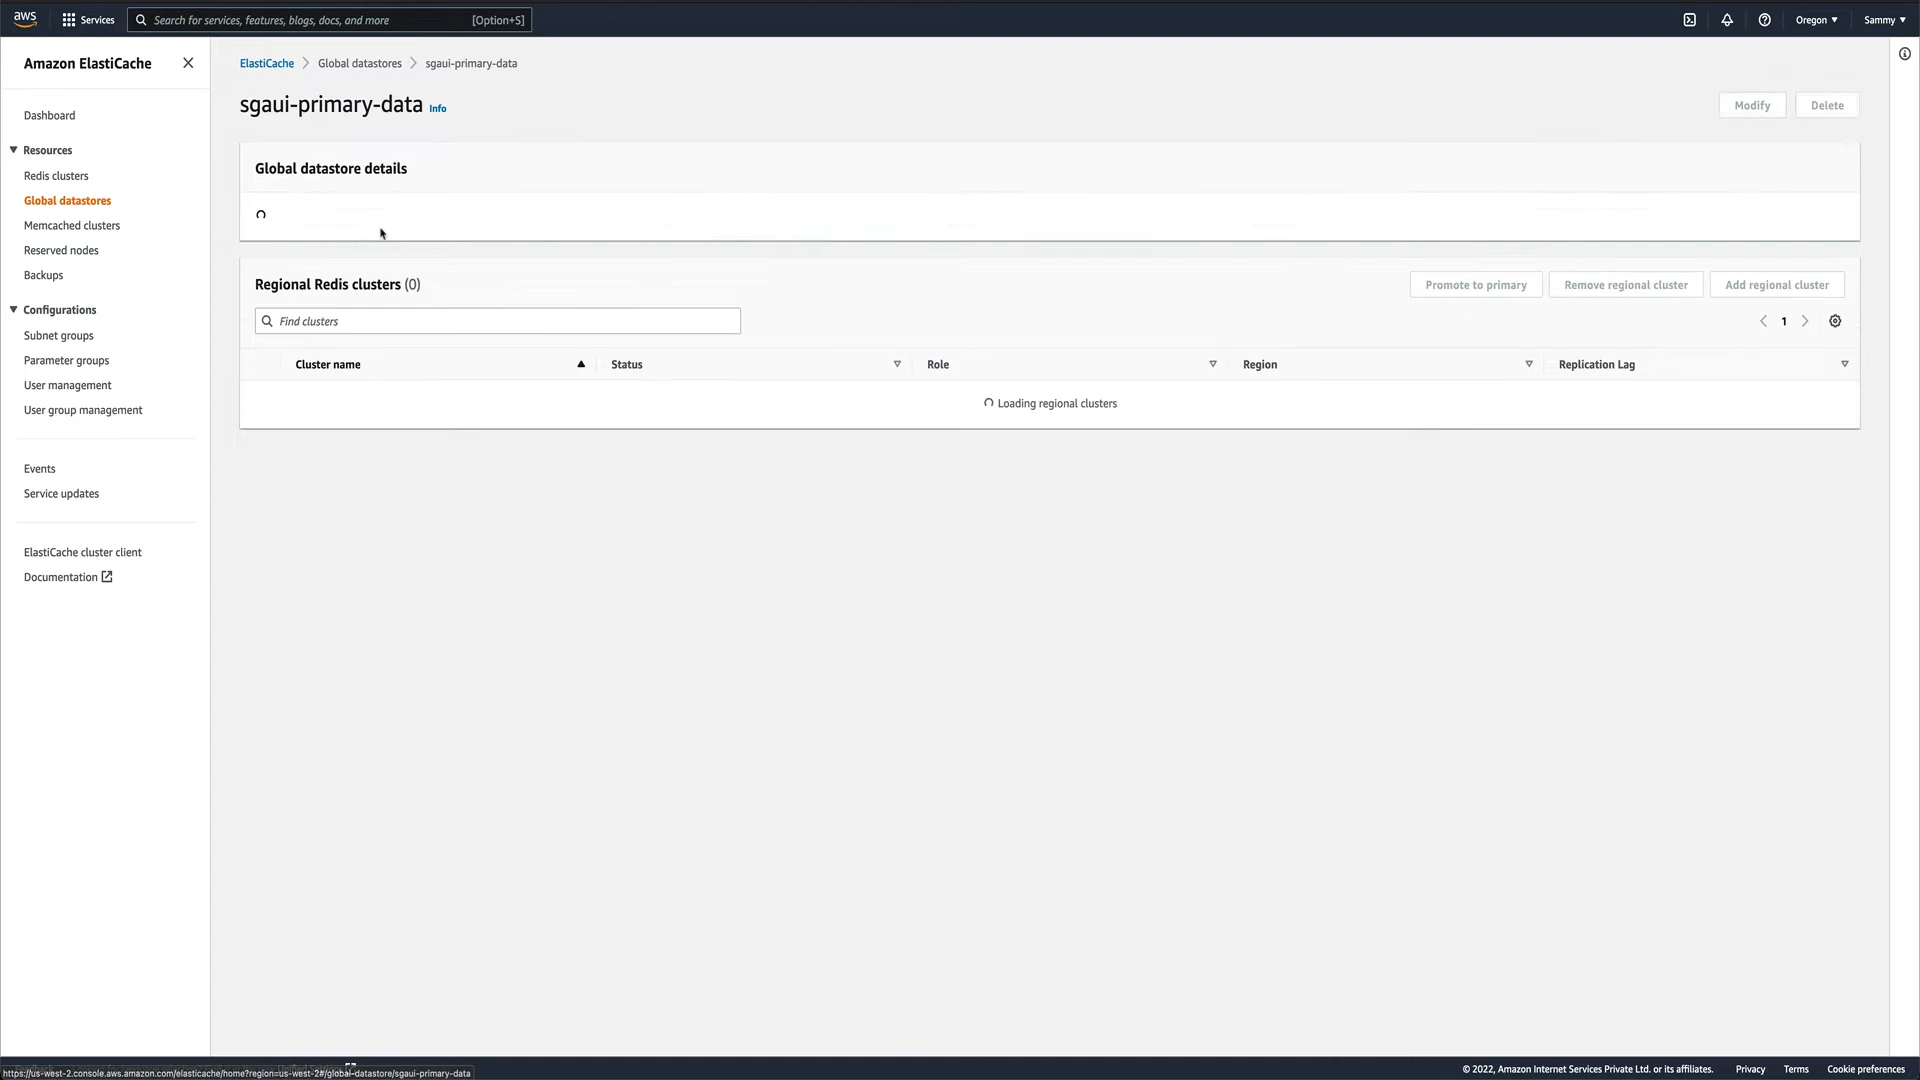 aws Services Search for services, features, blogs, docs, and more [Option+S] Oregon ▼ Sammy ▼
Amazon ElastiCache
Dashboard
Resources
Redis clusters
Global datastores
Memcached clusters
Reserved nodes
Backups
Configurations
Subnet groups
Parameter groups
User management
User group management
Events
Service updates
ElastiCache cluster client
Documentation
ElastiCache > Global datastores > sgaui-primary-data
sgaui-primary-data Info
Modify Delete
Global datastore details
Regional Redis clusters (0)
Promote to primary Remove regional cluster Add regional cluster
Find clusters
1
Cluster name Status Role Region Replication Lag
Loading regional clusters
https://us-west-2.console.aws.amazon.com/elasticache/home?region=us-west-2#/global-datastore/sgaui-primary-data
© 2022, Amazon Internet Services Private Ltd. or its affiliates. Privacy Terms Cookie preferences